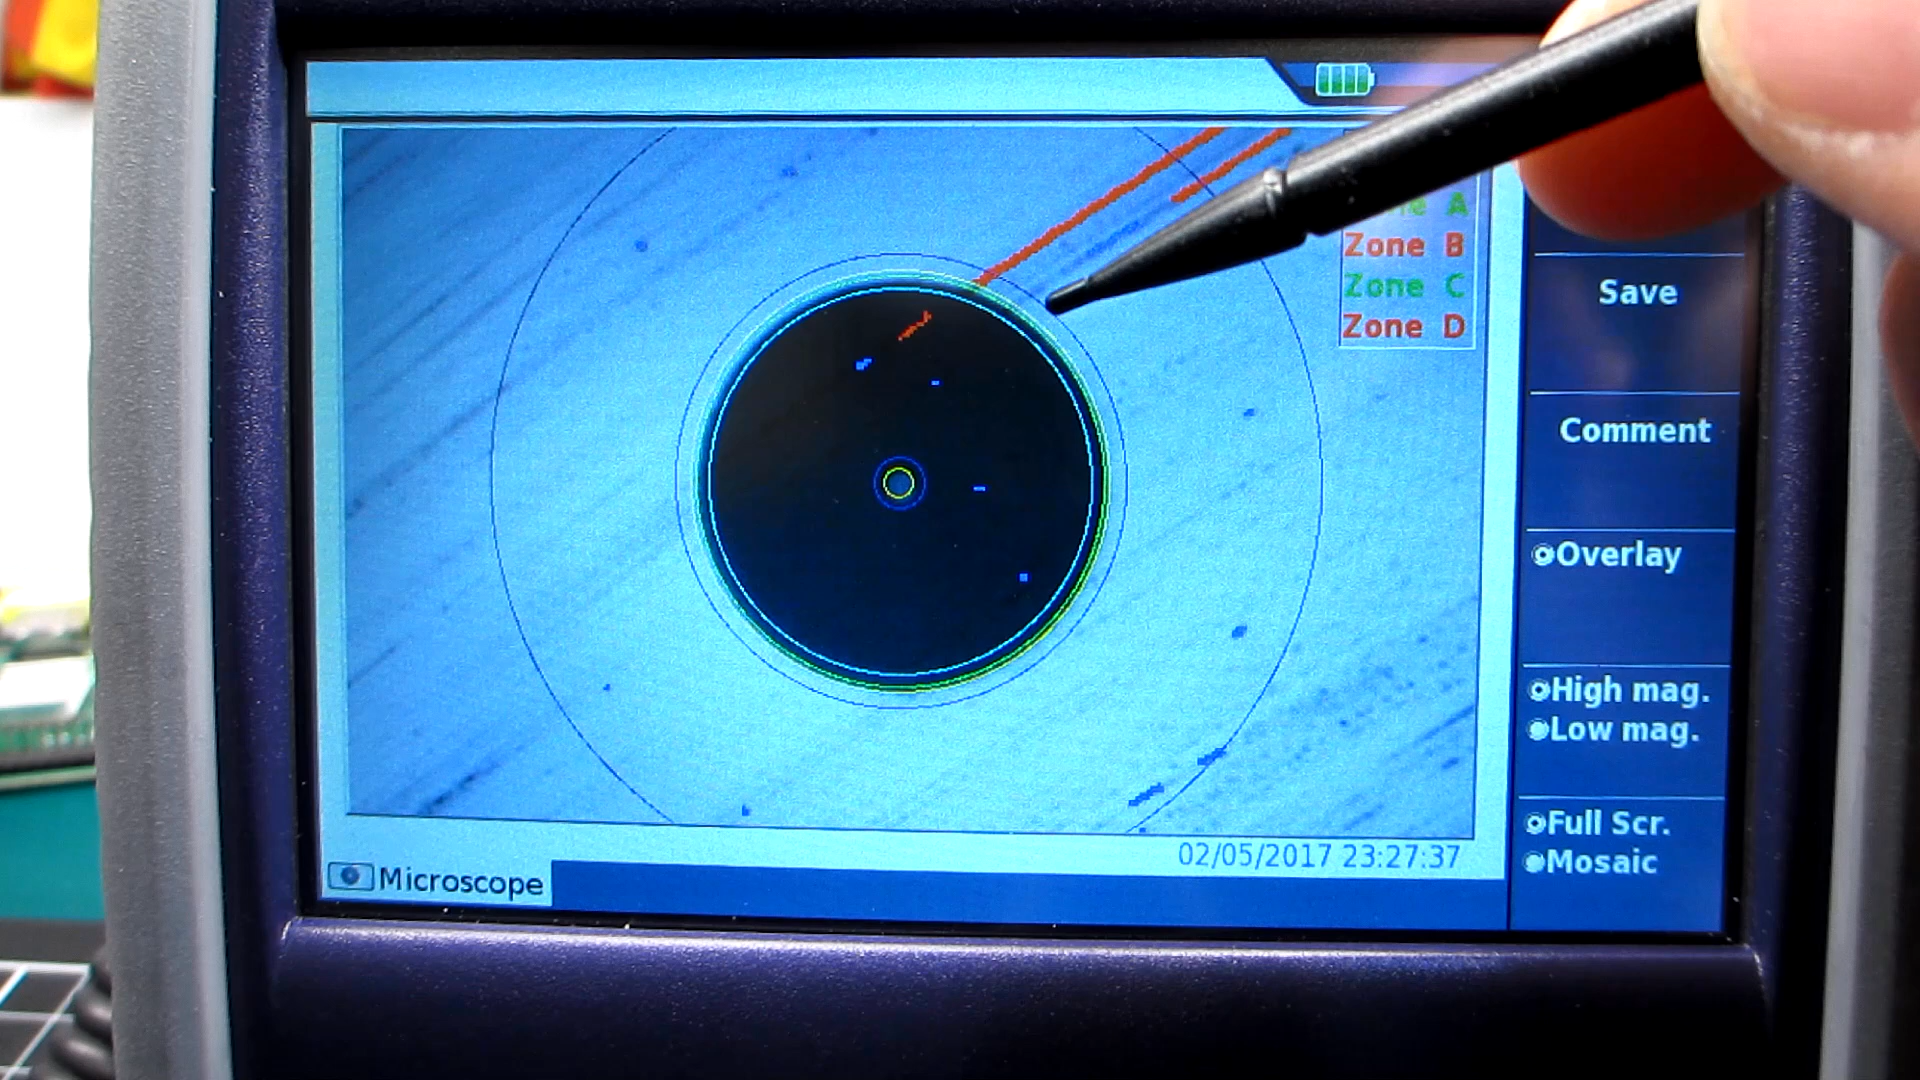 A
Zone B
Zone C
Zone D
Save
Comment
Overlay
High mag.
Low mag.
Full Scr.
Mosaic
02/05/2017 23:27:37
Microscope